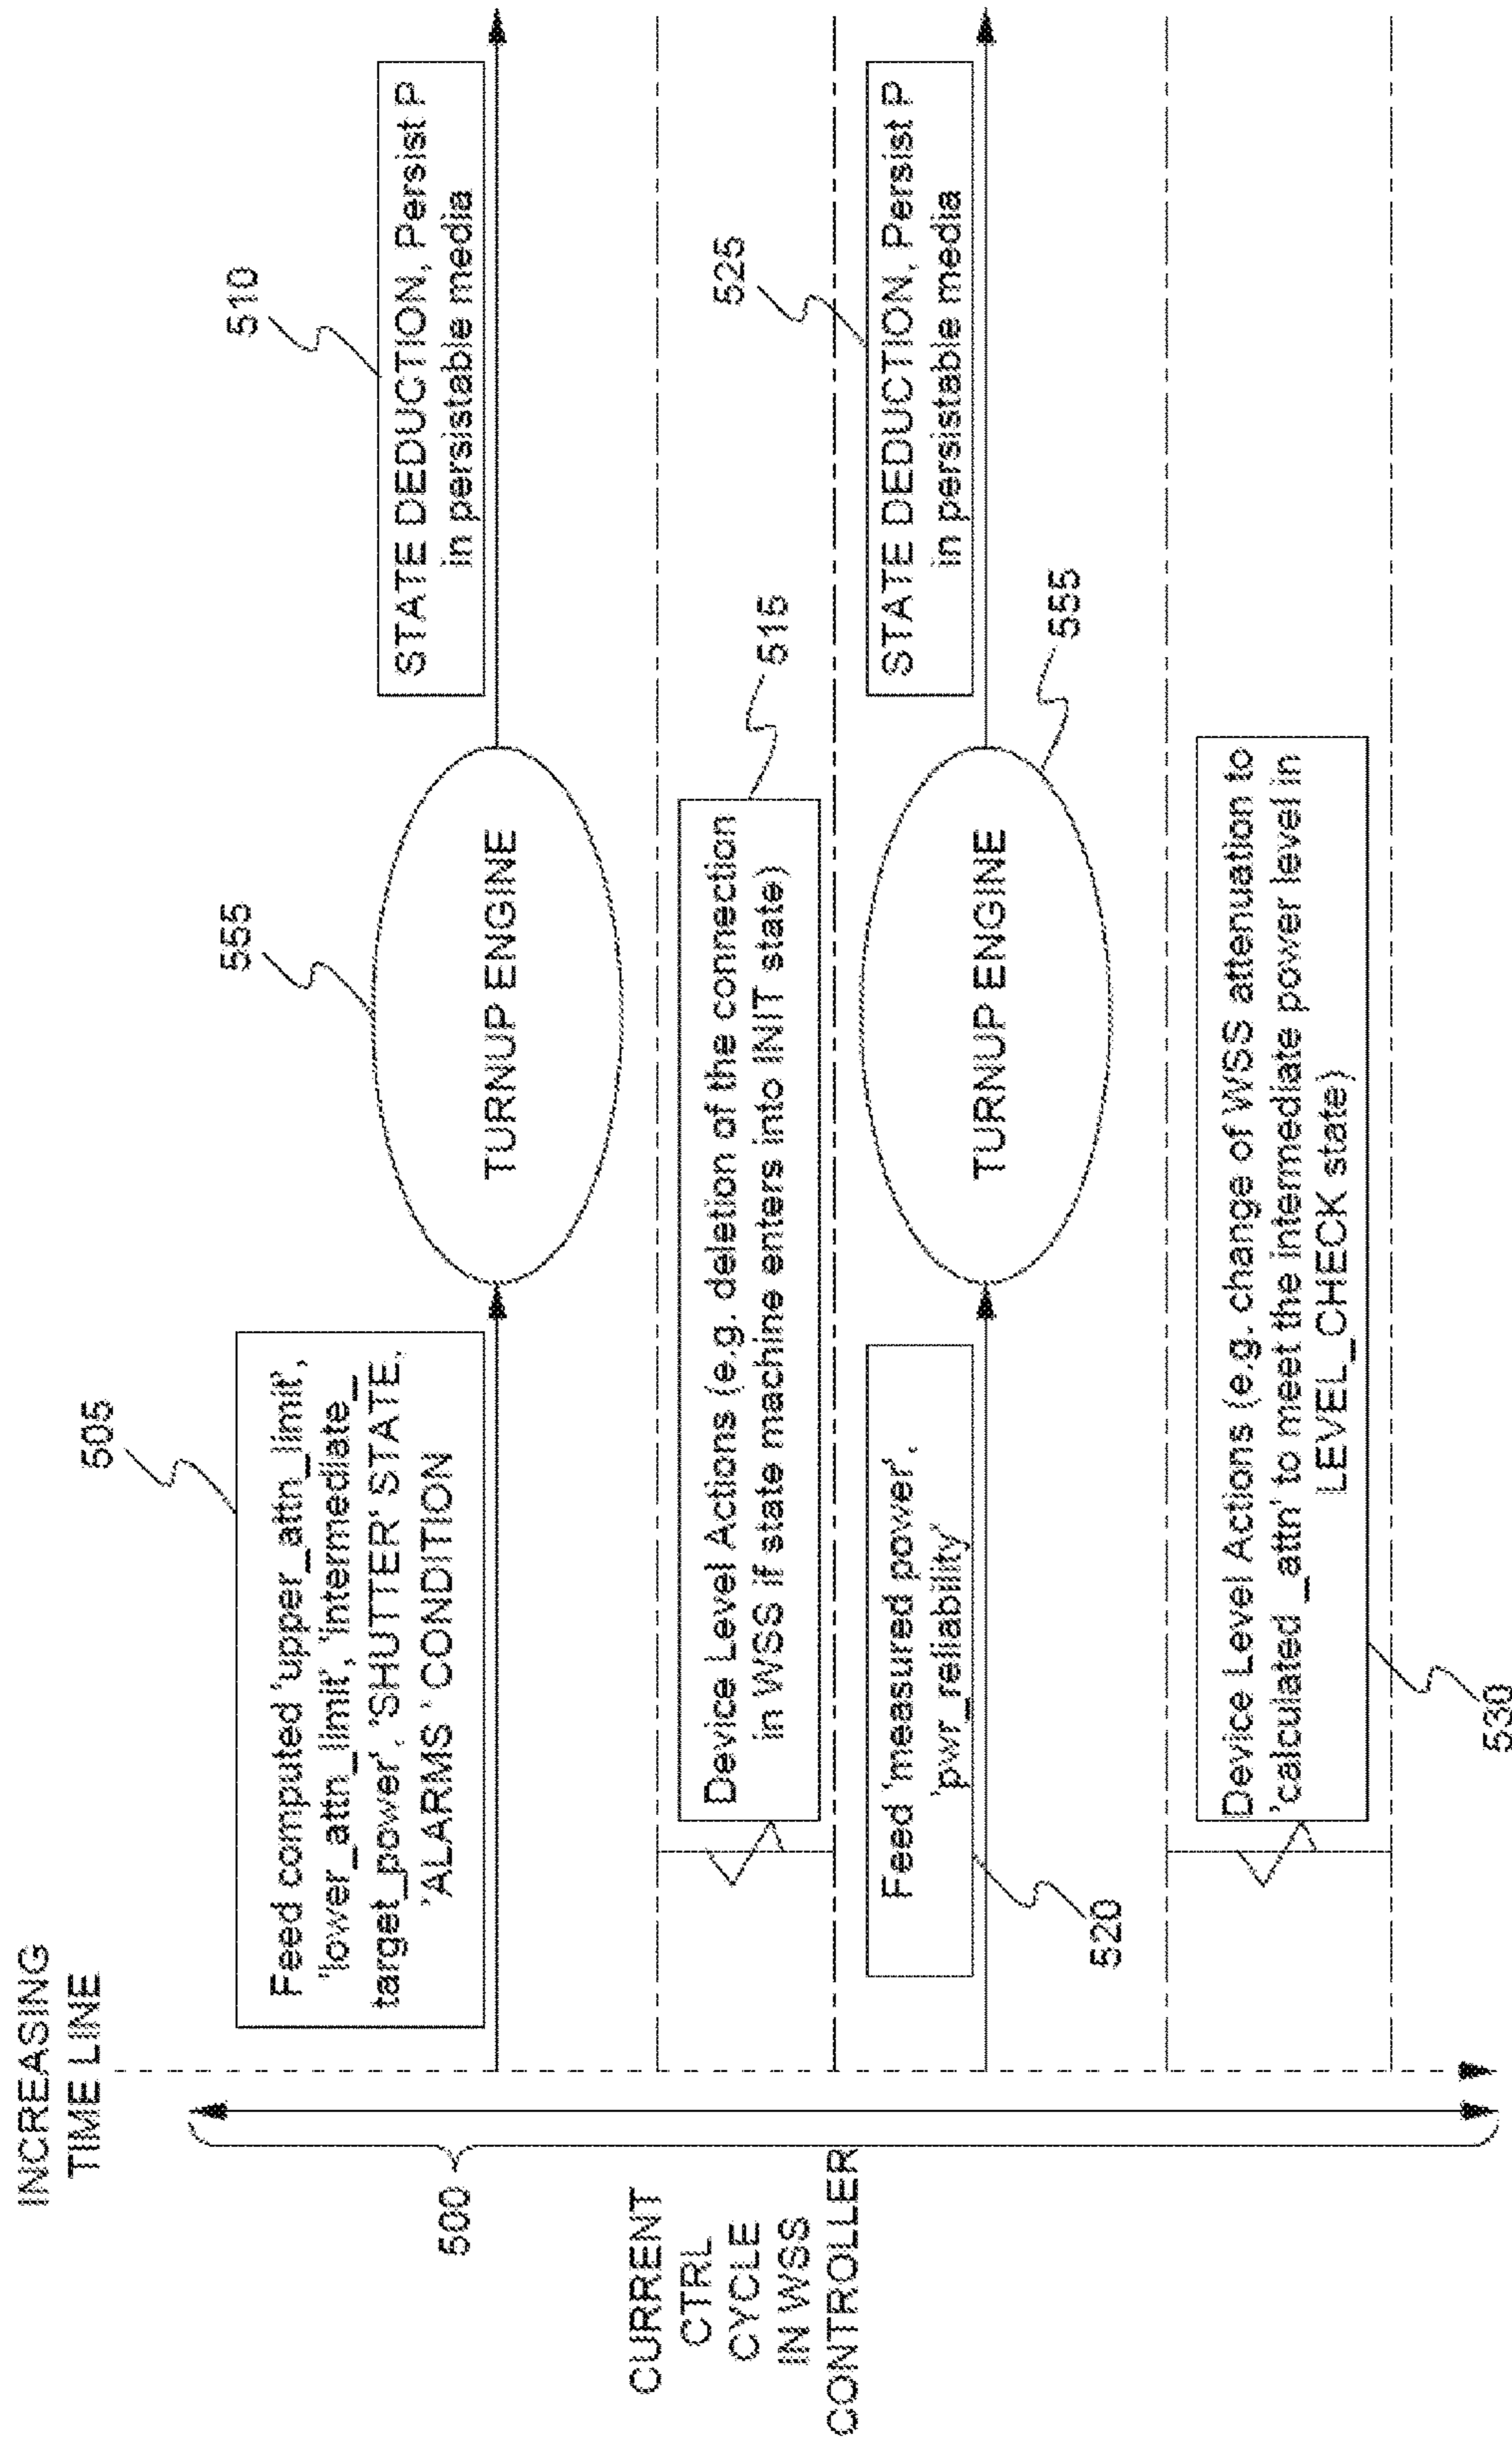 INCREASING
TIME LINE
500
CURRENT
CTRL
CYCLE
IN WSS
CONTROLLER
505
Feed computed 'upper_attn_limit',
'lower_attn_limit', 'intermediate_
target_power', 'SHUTTER' STATE,
'ALARMS' CONDITION
555
TURNUP ENGINE
510
STATE DEDUCTION, Persist P
in persistable media
515
Device Level Actions (e.g. deletion of the connection
in WSS if state machine enters into INIT state)
520
Feed 'measured power',
'pwr_reliability'
TURNUP ENGINE
555
525
STATE DEDUCTION, Persist P
in persistable media
Device Level Actions (e.g. change of WSS attenuation to
'calculated _attn' to meet the intermediate power level in
LEVEL_CHECK state)
530